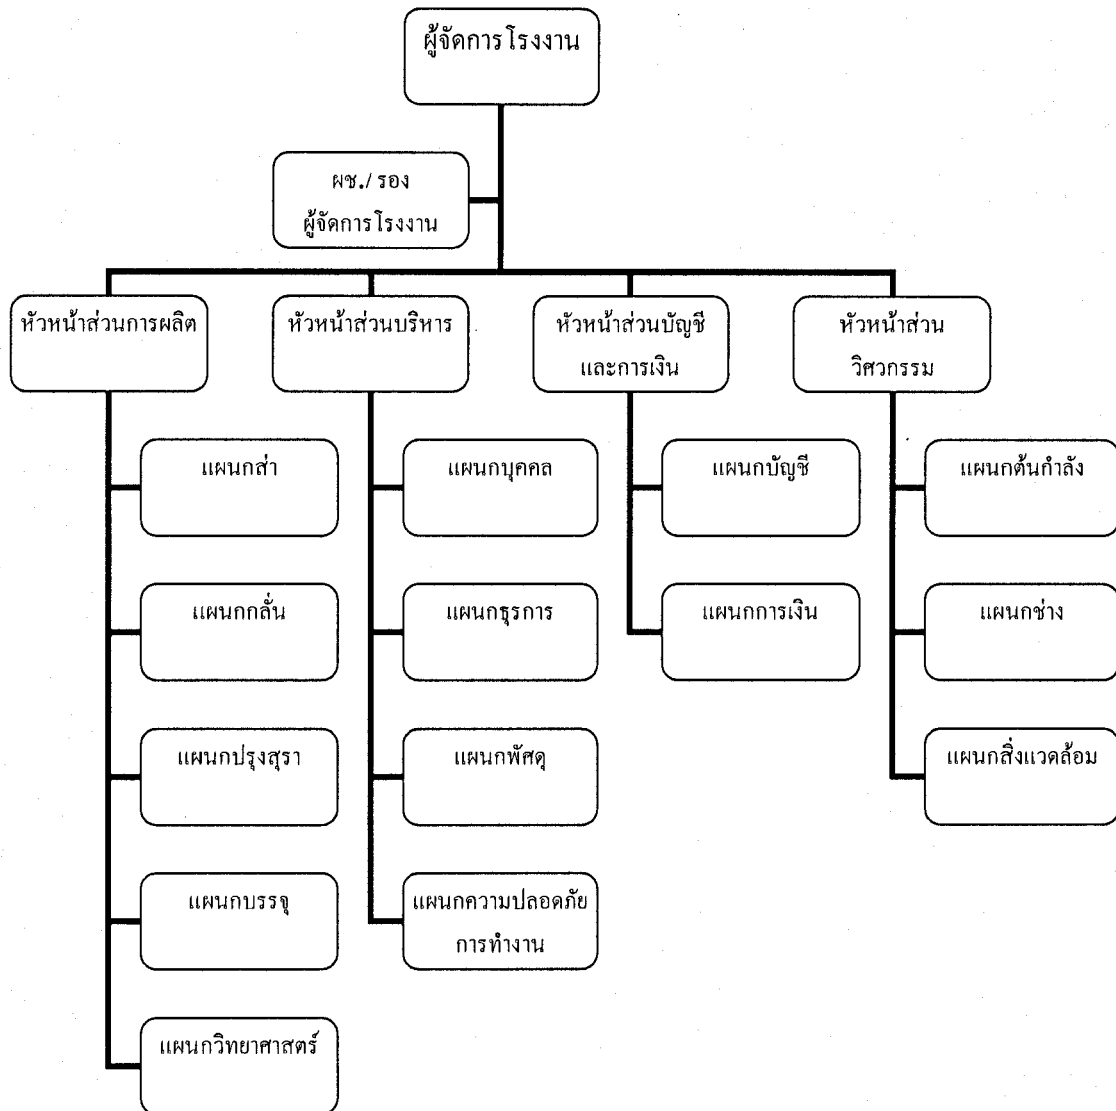 ผู้จัดการโรงงาน
ผช./ รอง
ผู้จัดการโรงงาน
หัวหน้าส่วนการผลิต
หัวหน้าส่วนบริหาร
หัวหน้าส่วนบัญชี
และการเงิน
หัวหน้าส่วน
วิศวกรรม
แผนกส่า
แผนกบุคคล
แผนกบัญชี
แผนกต้นกำลัง
แผนกกลั่น
แผนกธุรการ
แผนกการเงิน
แผนกช่าง
แผนกปรุงสุรา
แผนกพัศดุ
แผนกสิ่งแวดล้อม
แผนกบรรจุ
แผนกความปลอดภัย
การทำงาน
แผนกวิทยาศาสตร์